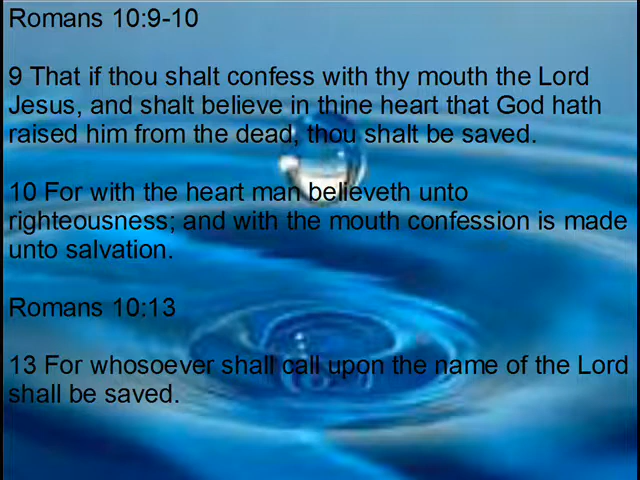 Romans 10:9-10
9 That if thou shalt confess with thy mouth the Lord
Jesus, and shalt believe in thine heart that God hath
raised him from the dead, thou shalt be saved.
10 For with the heart man believeth unto
righteousness; and with the mouth confession is made
unto salvation.
Romans 10:13
13 For whosoever shall call upon the name of the Lord
shall be saved.